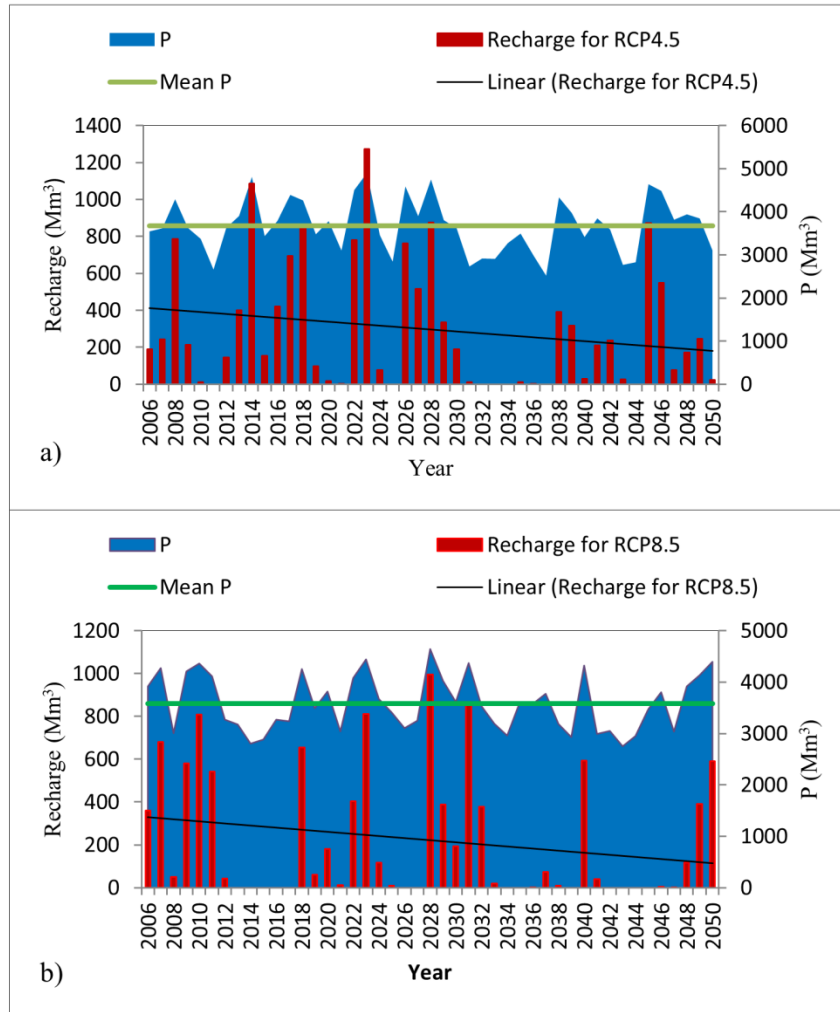 P
Recharge for RCP4.5
Mean P
Linear (Recharge for RCP4.5)
1400
1200
1000
800
600
400
200
0
Recharge (Mm³)
6000
5000
4000
3000
2000
1000
0
P (Mm³)
2006 2008 2010 2012 2014 2016 2018 2020 2022 2024 2026 2028 2030 2032 2034 2036 2038 2040 2042 2044 2046 2048 2050
a)
Year
P
Recharge for RCP8.5
Mean P
Linear (Recharge for RCP8.5)
1200
1000
800
600
400
200
0
Recharge (Mm³)
5000
4000
3000
2000
1000
0
P (Mm³)
2006 2008 2010 2012 2014 2016 2018 2020 2022 2024 2026 2028 2030 2032 2034 2036 2038 2040 2042 2044 2046 2048 2050
b)
Year